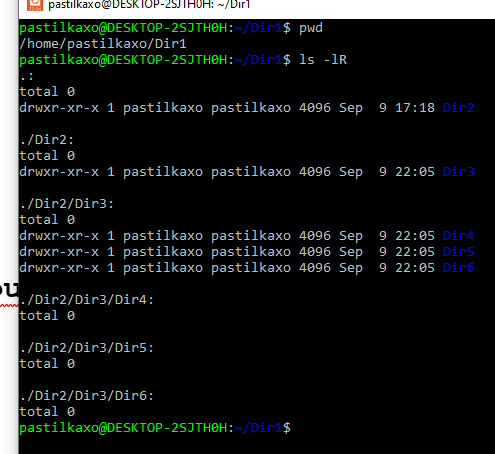 pastilkaxo@DESKTOP-2SJTH0H: ~/Dir1
pastilkaxo@DESKTOP-2SJTH0H:~/Dir1$ pwd
/home/pastilkaxo/Dir1
pastilkaxo@DESKTOP-2SJTH0H:~/Dir1$ ls -lR
.:
total 0
drwxr-xr-x 1 pastilkaxo pastilkaxo 4096 Sep  9 17:18 Dir2

./Dir2:
total 0
drwxr-xr-x 1 pastilkaxo pastilkaxo 4096 Sep  9 22:05 Dir3

./Dir2/Dir3:
total 0
drwxr-xr-x 1 pastilkaxo pastilkaxo 4096 Sep  9 22:05 Dir4
drwxr-xr-x 1 pastilkaxo pastilkaxo 4096 Sep  9 22:05 Dir5
drwxr-xr-x 1 pastilkaxo pastilkaxo 4096 Sep  9 22:05 Dir6

./Dir2/Dir3/Dir4:
total 0

./Dir2/Dir3/Dir5:
total 0

./Dir2/Dir3/Dir6:
total 0
pastilkaxo@DESKTOP-2SJTH0H:~/Dir1$